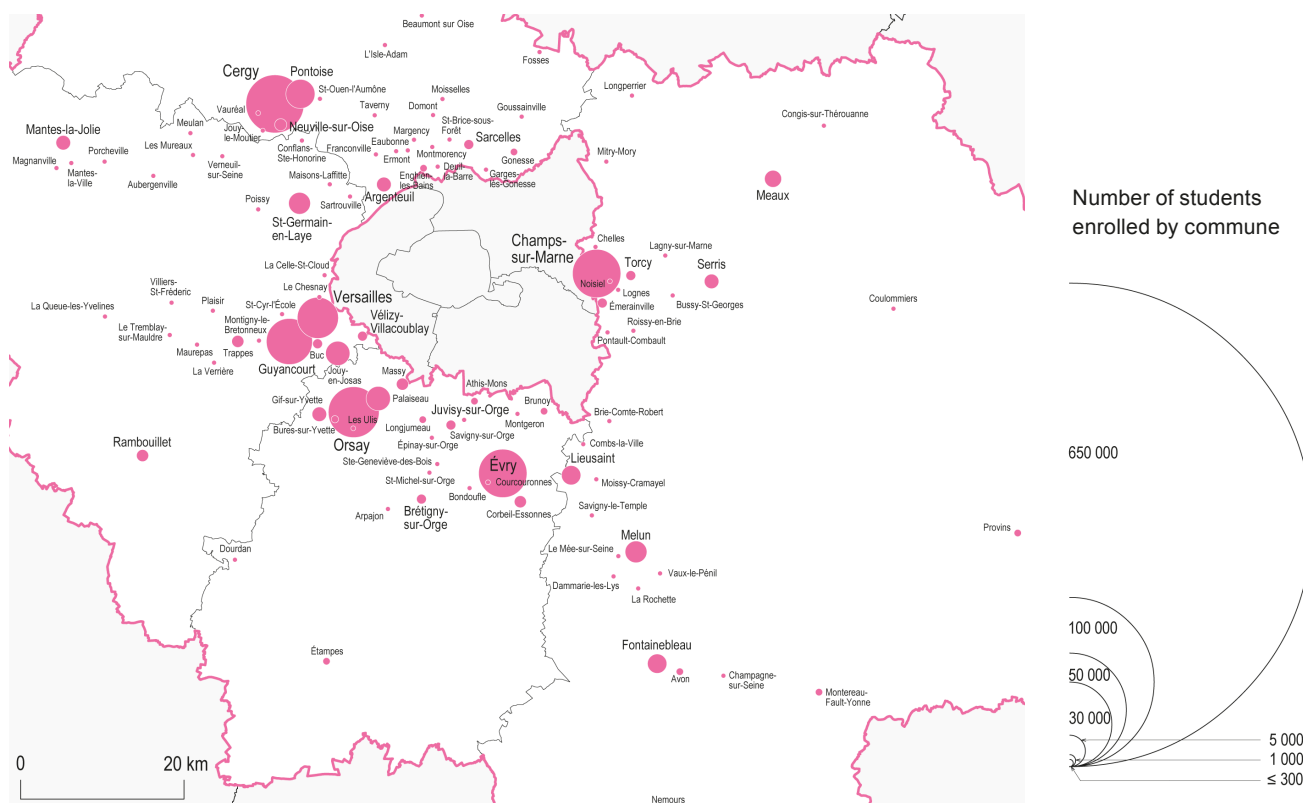 Beaumont sur Oise
L'Isle-Adam
Fosses
Cergy
Pontoise
St-Ouen-l'Aumône
Moisselles
Longperrier
Vauréal
Taverny
Domont
Goussainville
Congis-sur-Thérouanne
Meulan
Jouy-
le-Moutier
Neuville-sur-Oise
St-Brice-sous-
Forêt
Margency
Mantes-la-Jolie
Les Mureaux
Conflans-
Ste-Honorine
Franconville
Eaubonne
Ermont
Montmorency
Sarcelles
Gonesse
Mitry-Mory
Magnanville
Mantes-
la-Ville
Porcheville
Verneuil-
sur-Seine
Enghien-
les-Bains
Deuil-
la-Barre
Garges-
lès-Gonesse
Aubergenville
Maisons-Laffitte
Argenteuil
Poissy
Sartrouville
St-Germain-
en-Laye
Meaux
Champs-
sur-Marne
Chelles
Lagny-sur-Marne
Torcy
Serris
La Celle-St-Cloud
Noisiel
Lognes
Bussy-St-Georges
Émerainville
Villiers-
St-Fréderic
Le Chesnay
Versailles
La Queue-les-Yvelines
Plaisir
St-Cyr-l'École
Coulommiers
Montigny-le-
Bretonneux
Vélizy-
Villacoublay
Roissy-en-Brie
Pontault-Combault
Le Tremblay-
sur-Mauldre
Maurepas
Trappes
Buc
La Verrière
Guyancourt
Jouy-
en-Josas
Massy
Athis-Mons
Gif-sur-Yvette
Palaiseau
Brunoy
Juvisy-sur-Orge
Montgeron
Brie-Comte-Robert
Les Ulis
Bures-sur-Yvette
Longjumeau
Savigny-sur-Orge
Orsay
Épinay-sur-Orge
Combs-la-Ville
Rambouillet
Ste-Geneviève-des-Bois
Évry
Lieusaint
St-Michel-sur-Orge
Courcouronnes
Moissy-Cramayel
Bondoufle
Arpajon
Brétigny-
sur-Orge
Corbeil-Essonnes
Savigny-le-Temple
Provins
Dourdan
Melun
Le Mée-sur-Seine
Vaux-le-Pénil
Dammarie-les-Lys
La Rochette
Étampes
Fontainebleau
Avon
Champagne-
sur-Seine
Montereau-
Fault-Yonne
Nemours
0
20 km
Number of students
enrolled by commune
650 000
100 000
50 000
30 000
5 000
1 000
≤ 300